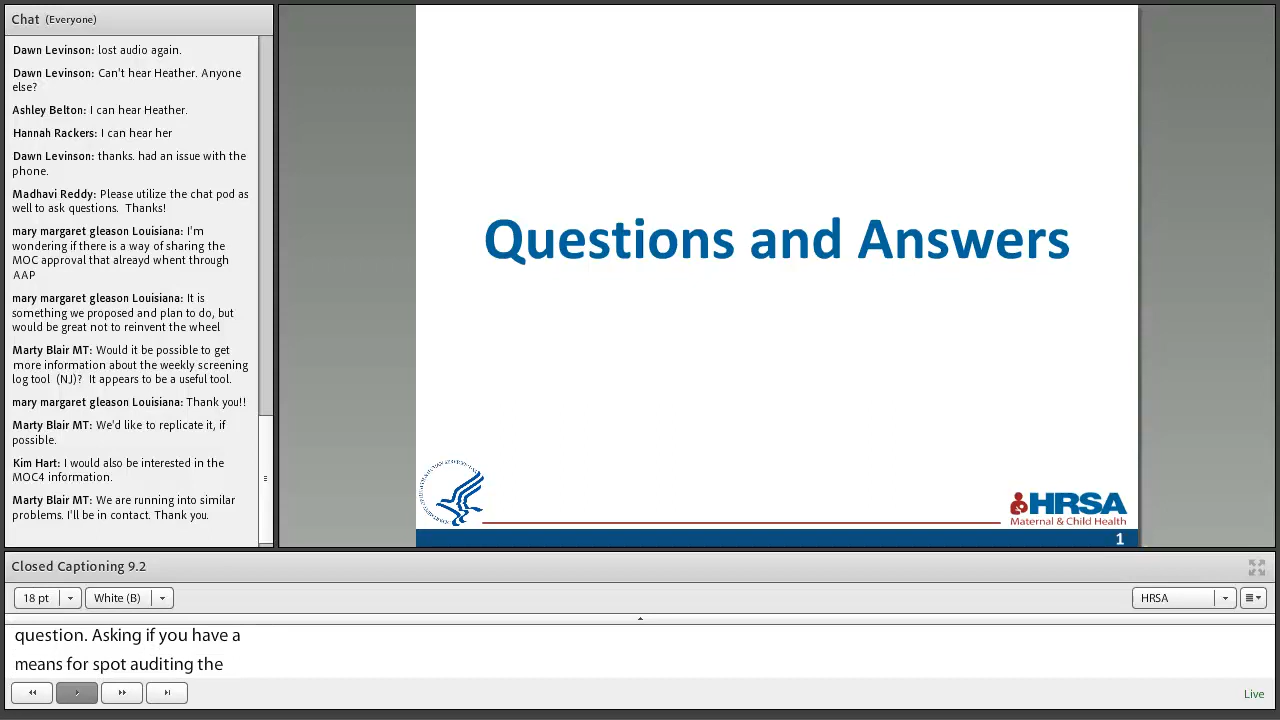 Chat (Everyone)
Dawn Levinson: lost audio again.
Dawn Levinson: Can't hear Heather. Anyone
else?
Ashley Belton: I can hear Heather.
Hannah Rackers: I can hear her
Dawn Levinson: thanks. had an issue with the
phone.
Madhavi Reddy: Please utilize the chat pod as
well to ask questions. Thanks!
mary margaret gleason Louisiana: I'm
wondering if there is a way of sharing the
MOC approval that alreayd whent through
AAP
mary margaret gleason Louisiana: It is
something we proposed and plan to do, but
would be great not to reinvent the wheel
Marty Blair MT: Would it be possible to get
more information about the weekly screening
log tool (NJ)? It appears to be a useful tool.
mary margaret gleason Louisiana: Thank you!!
Marty Blair MT: We'd like to replicate it, if
possible.
Kim Hart: I would also be interested in the
MOC4 information.
Marty Blair MT: We are running into similar
problems. I'll be in contact. Thank you.
Questions and Answers
HRSA
Maternal & Child Health
1
Closed Captioning 9.2
18 pt
White (B)
HRSA
question. Asking if you have a
means for spot auditing the
Live